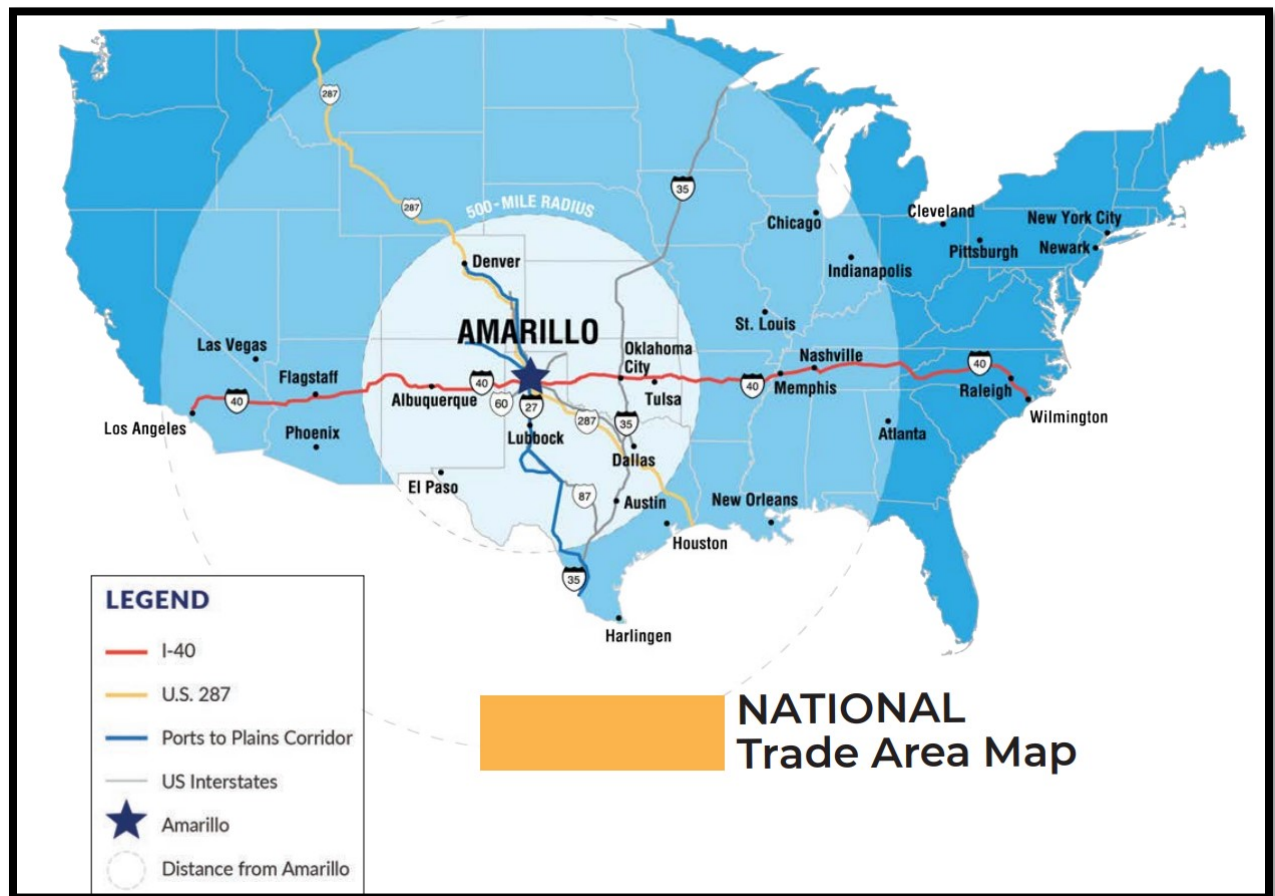 287
35
287
500-MILE RADIUS
Chicago
Cleveland
New York City
Pittsburgh
Newark
Indianapolis
Denver
AMARILLO
St. Louis
Las Vegas
Oklahoma
City
Nashville
Flagstaff
40
Albuquerque
40
60
27
Tulsa
40
Memphis
40
Raleigh
Wilmington
Los Angeles
Phoenix
Lubbock
287
35
Dallas
Atlanta
El Paso
87
Austin
New Orleans
Houston
35
Harlingen
LEGEND
I-40
U.S. 287
Ports to Plains Corridor
US Interstates
Amarillo
Distance from Amarillo
NATIONAL
Trade Area Map